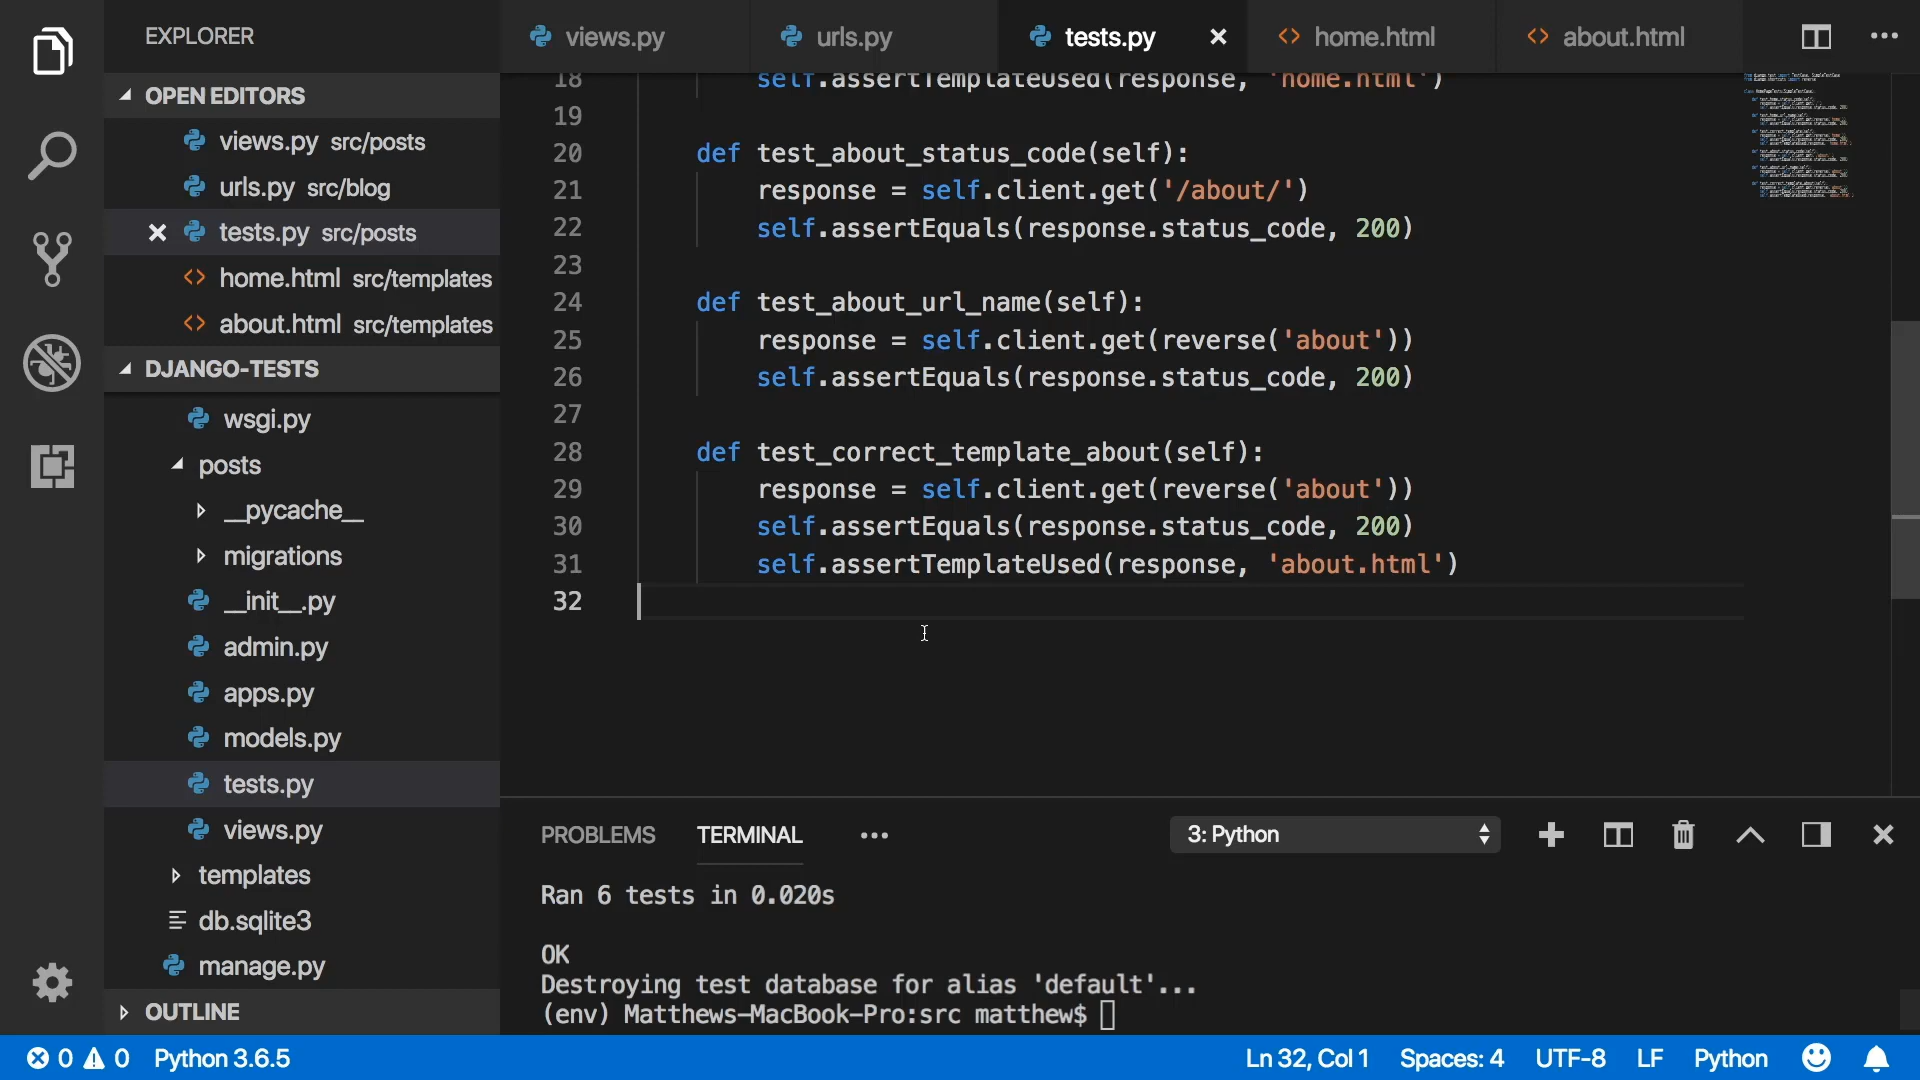 EXPLORER
OPEN EDITORS
views.py src/posts
urls.py src/blog
tests.py src/posts
home.html src/templates
about.html src/templates
DJANGO-TESTS
wsgi.py
posts
__pycache__
migrations
__init__.py
admin.py
apps.py
models.py
tests.py
views.py
templates
db.sqlite3
manage.py
OUTLINE
views.py
urls.py
tests.py
home.html
about.html
18 self.assertTemplateUsed(response, 'home.html')
19
20 def test_about_status_code(self):
21 response = self.client.get('/about/')
22 self.assertEquals(response.status_code, 200)
23
24 def test_about_url_name(self):
25 response = self.client.get(reverse('about'))
26 self.assertEquals(response.status_code, 200)
27
28 def test_correct_template_about(self):
29 response = self.client.get(reverse('about'))
30 self.assertEquals(response.status_code, 200)
31 self.assertTemplateUsed(response, 'about.html')
32
PROBLEMS TERMINAL ••• 3: Python
Ran 6 tests in 0.020s
OK
Destroying test database for alias 'default'...
(env) Matthews-MacBook-Pro:src matthew$
0 0 Python 3.6.5
Ln 32, Col 1 Spaces: 4 UTF-8 LF Python